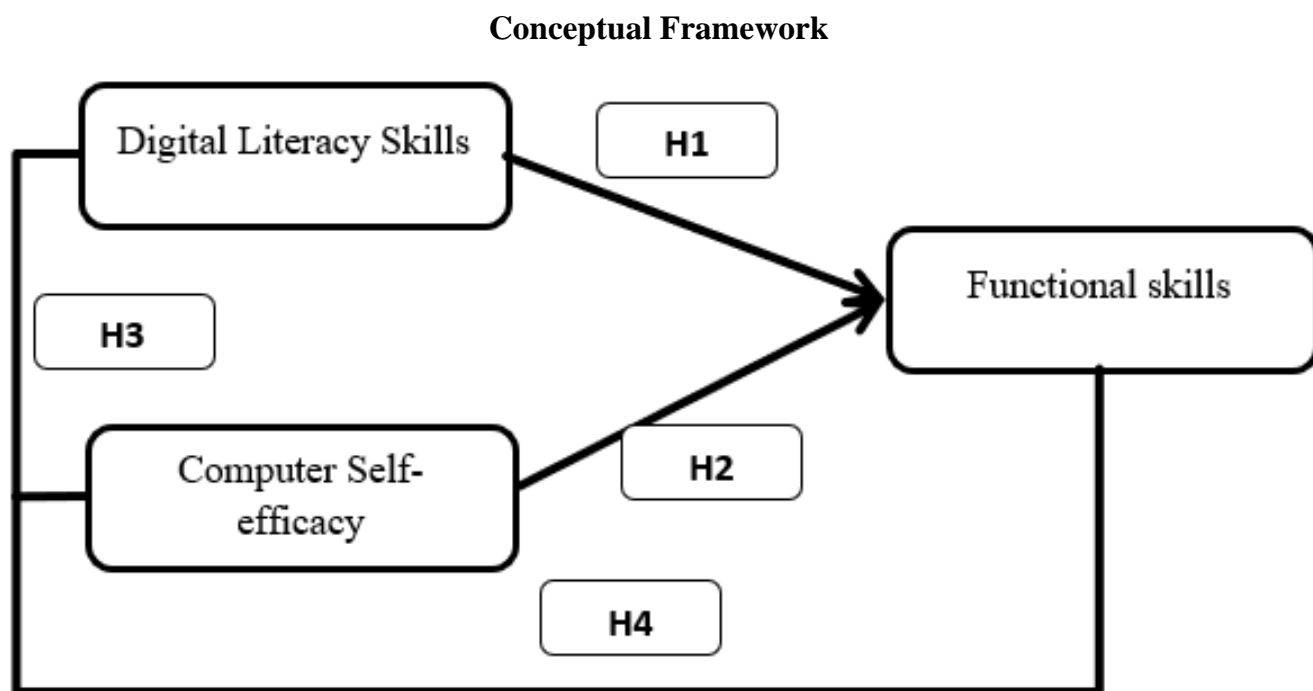 Conceptual Framework
Digital Literacy Skills
H1
Functional skills
H3
Computer Self-
efficacy
H2
H4